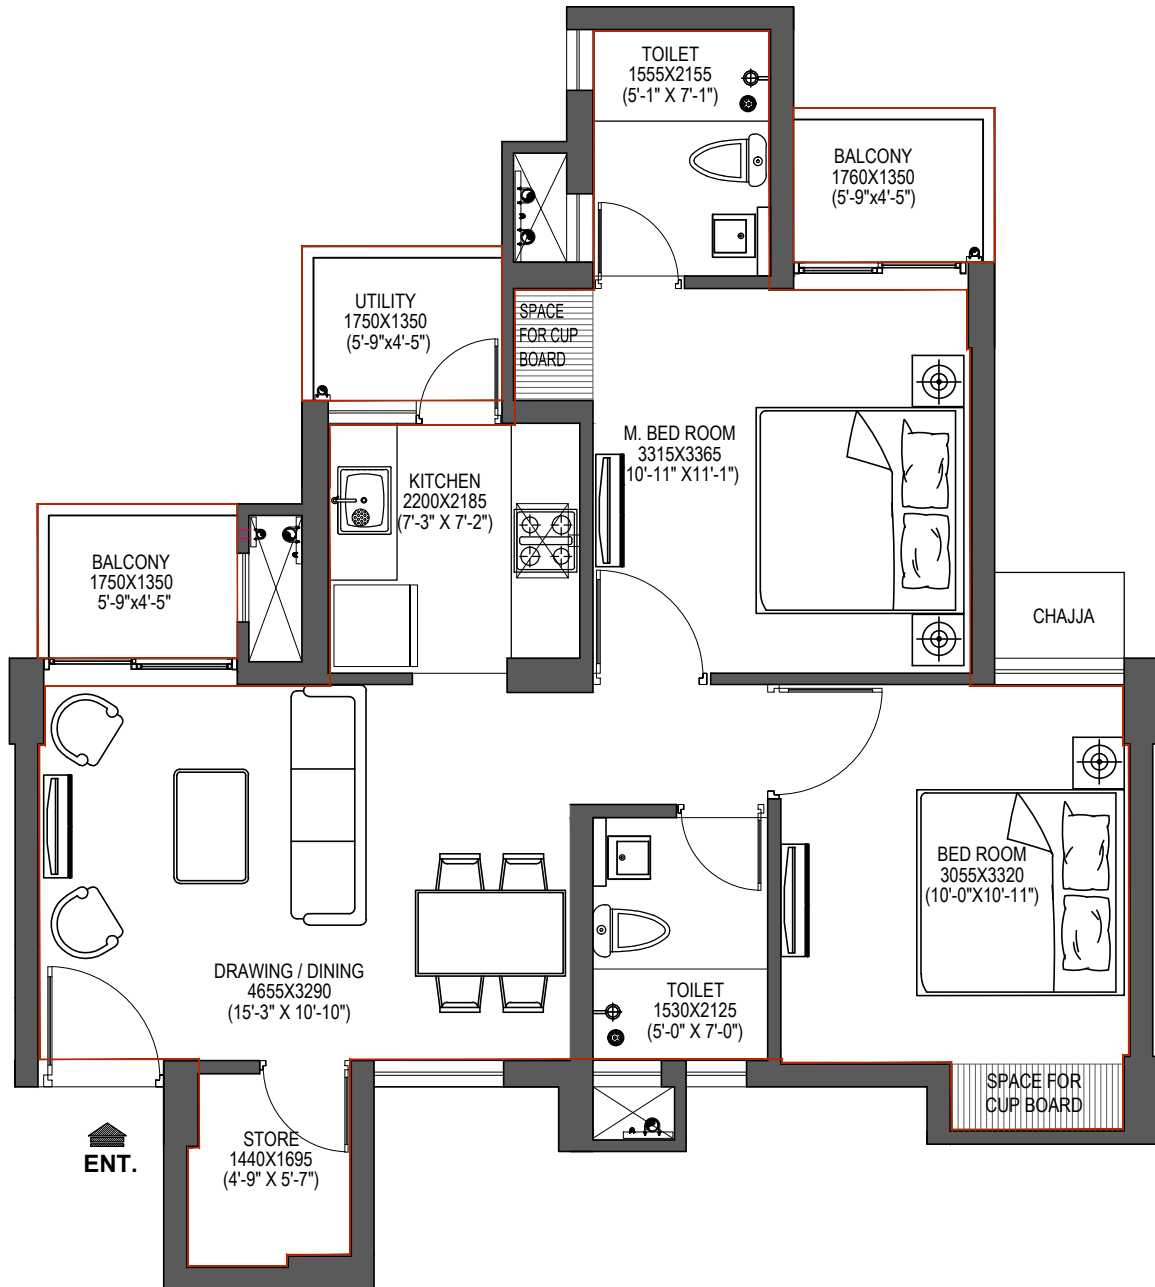 TOILET
1555X2155
(5'-1" X 7'-1")
BALCONY
1760X1350
(5'-9"x4'-5")
UTILITY
1750X1350
(5'-9"x4'-5")
SPACE
FOR CUP
BOARD
M. BED ROOM
3315X3365
10'-11" X11'-1")
KITCHEN
2200X2185
(7'-3" X 7'-2")
BALCONY
1750X1350
5'-9"x4'-5"
CHAJJA
BED ROOM
3055X3320
(10'-0"X10'-11")
DRAWING / DINING
4655X3290
(15'-3" X 10'-10")
TOILET
1530X2125
(5'-0" X 7'-0")
SPACE FOR
CUP BOARD
STORE
1440X1695
(4'-9" X 5'-7")
ENT.